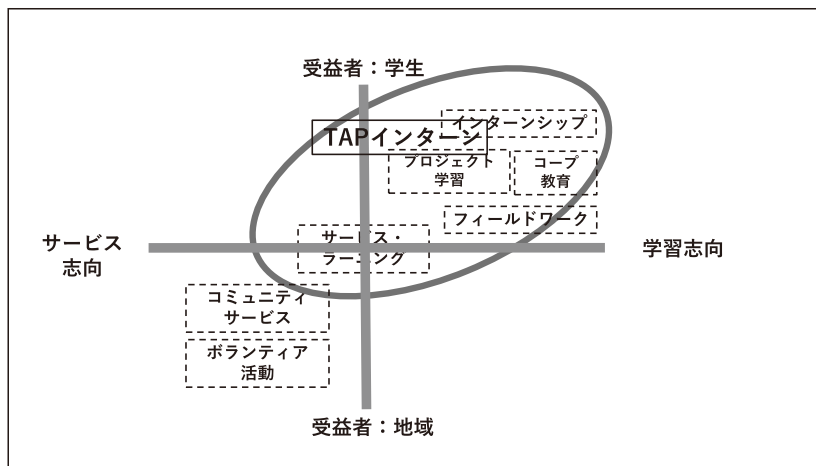 受益者：学生
インターンシップ
TAPインターン
プロジェクト
学習
コープ
教育
フィールドワーク
サービス・
ラーニング
サービス
志向
学習志向
コミュニティ
サービス
ボランティア
活動
受益者：地域